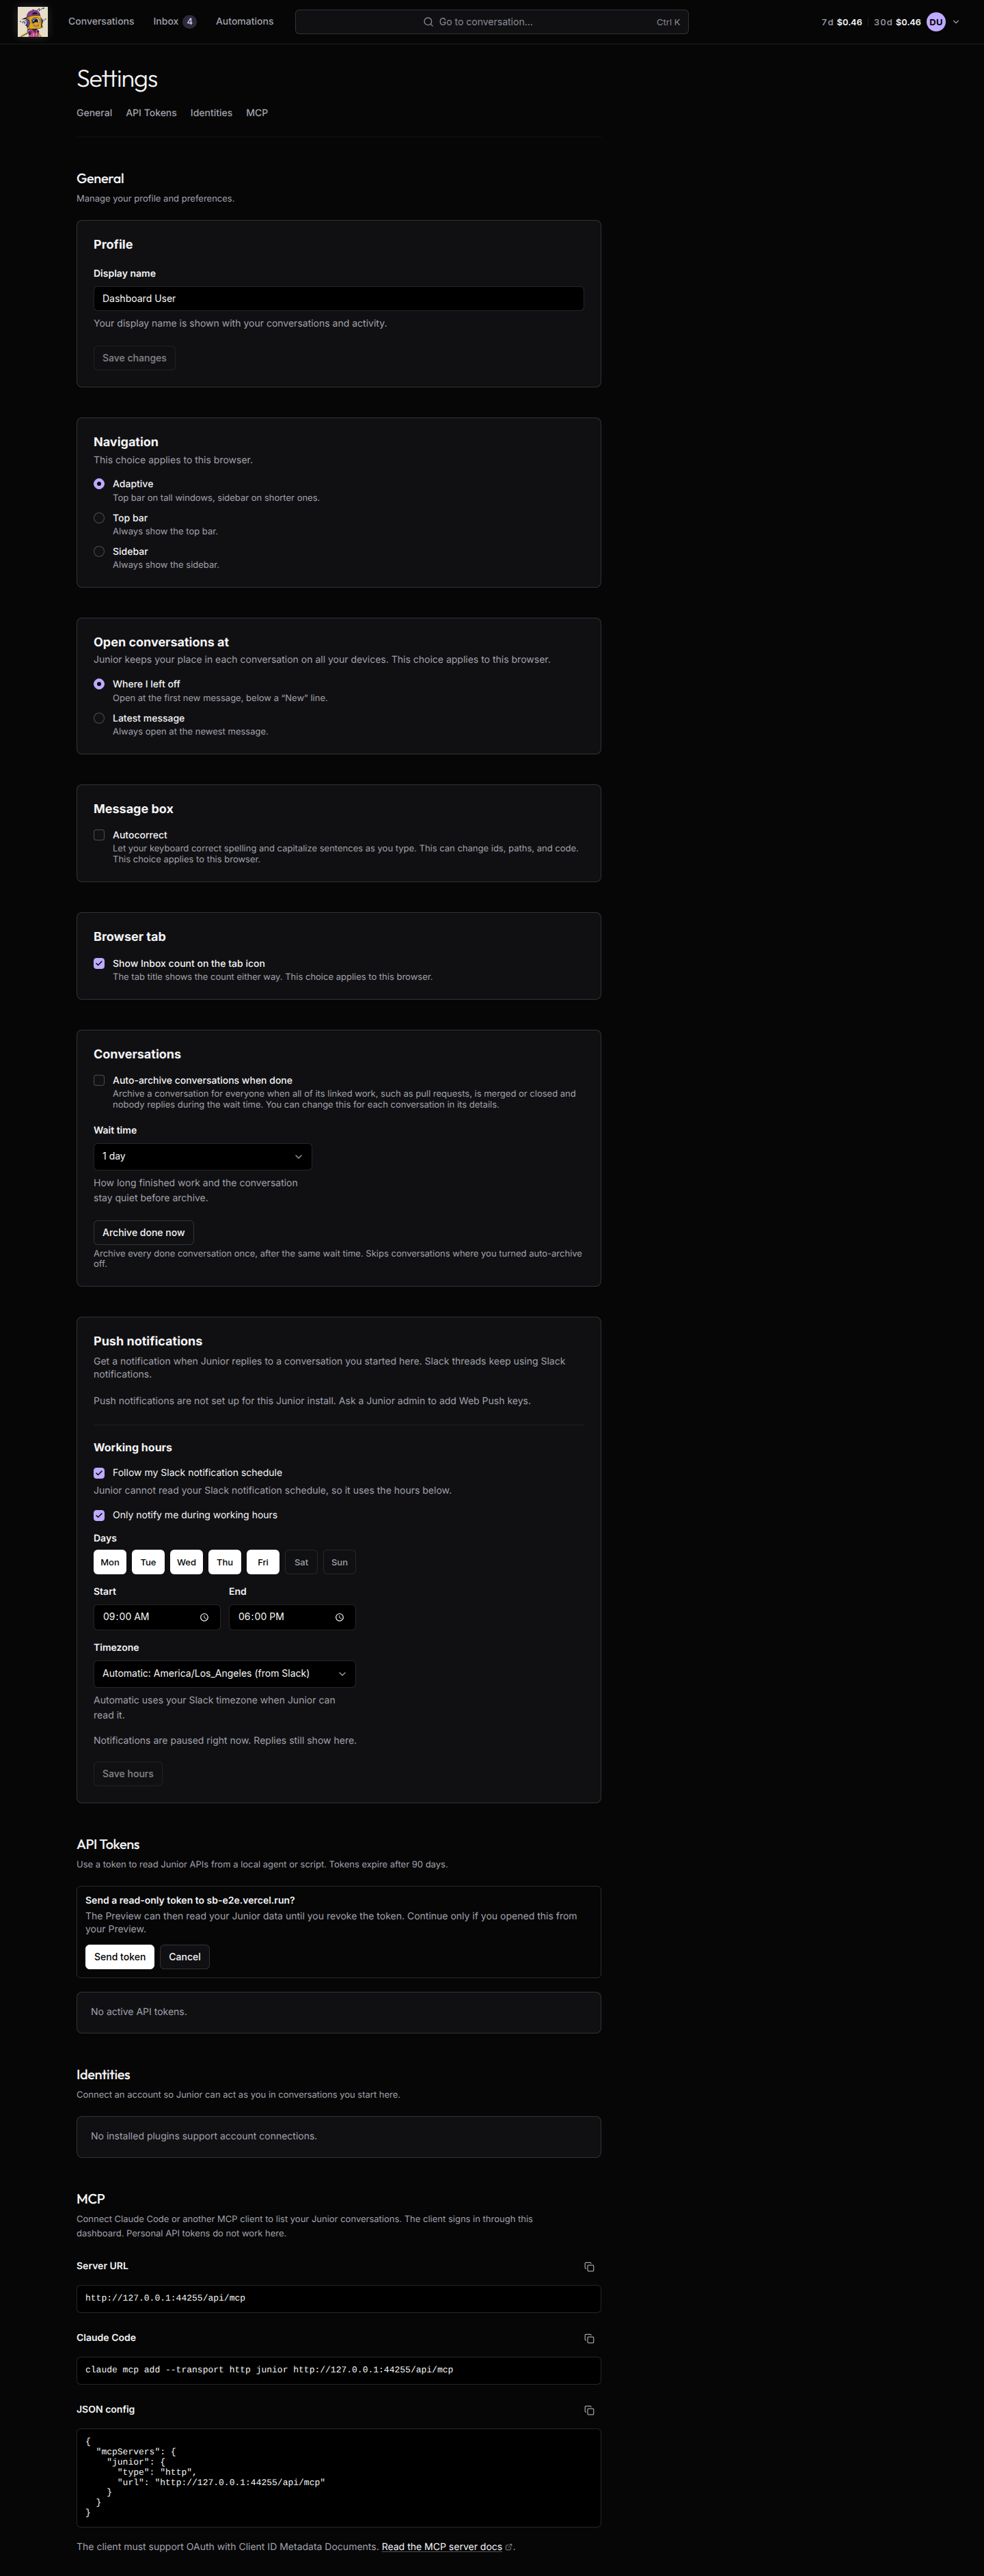 Conversations Inbox 4 Automations Go to conversation... Ctrl K 7d $0.46 30d $0.46 DU
Settings
General API Tokens Identities MCP
General
Manage your profile and preferences.
Profile
Display name
Dashboard User
Your display name is shown with your conversations and activity.
Save changes
Navigation
This choice applies to this browser.
Adaptive
Top bar on tall windows, sidebar on shorter ones.
Top bar
Always show the top bar.
Sidebar
Always show the sidebar.
Open conversations at
Junior keeps your place in each conversation on all your devices. This choice applies to this browser.
Where I left off
Open at the first new message, below a “New” line.
Latest message
Always open at the newest message.
Message box
Autocorrect
Let your keyboard correct spelling and capitalize sentences as you type. This can change ids, paths, and code.
This choice applies to this browser.
Browser tab
Show Inbox count on the tab icon
The tab title shows the count either way. This choice applies to this browser.
Conversations
Auto-archive conversations when done
Archive a conversation for everyone when all of its linked work, such as pull requests, is merged or closed and
nobody replies during the wait time. You can change this for each conversation in its details.
Wait time
1 day
How long finished work and the conversation
stay quiet before archive.
Archive done now
Archive every done conversation once, after the same wait time. Skips conversations where you turned auto-archive
off.
Push notifications
Get a notification when Junior replies to a conversation you started here. Slack threads keep using Slack
notifications.
Push notifications are not set up for this Junior install. Ask a Junior admin to add Web Push keys.
Working hours
Follow my Slack notification schedule
Junior cannot read your Slack notification schedule, so it uses the hours below.
Only notify me during working hours
Days
Mon Tue Wed Thu Fri Sat Sun
Start End
09:00 AM 06:00 PM
Timezone
Automatic: America/Los_Angeles (from Slack)
Automatic uses your Slack timezone when Junior can
read it.
Notifications are paused right now. Replies still show here.
Save hours
API Tokens
Use a token to read Junior APIs from a local agent or script. Tokens expire after 90 days.
Send a read-only token to sb-e2e.vercel.run?
The Preview can then read your Junior data until you revoke the token. Continue only if you opened this from
your Preview.
Send token Cancel
No active API tokens.
Identities
Connect an account so Junior can act as you in conversations you start here.
No installed plugins support account connections.
MCP
Connect Claude Code or another MCP client to list your Junior conversations. The client signs in through this
dashboard. Personal API tokens do not work here.
Server URL
http://127.0.0.1:44255/api/mcp
Claude Code
claude mcp add --transport http junior http://127.0.0.1:44255/api/mcp
JSON config
{
"mcpServers": {
"junior": {
"type": "http",
"url": "http://127.0.0.1:44255/api/mcp"
}
}
}
The client must support OAuth with Client ID Metadata Documents. Read the MCP server docs.